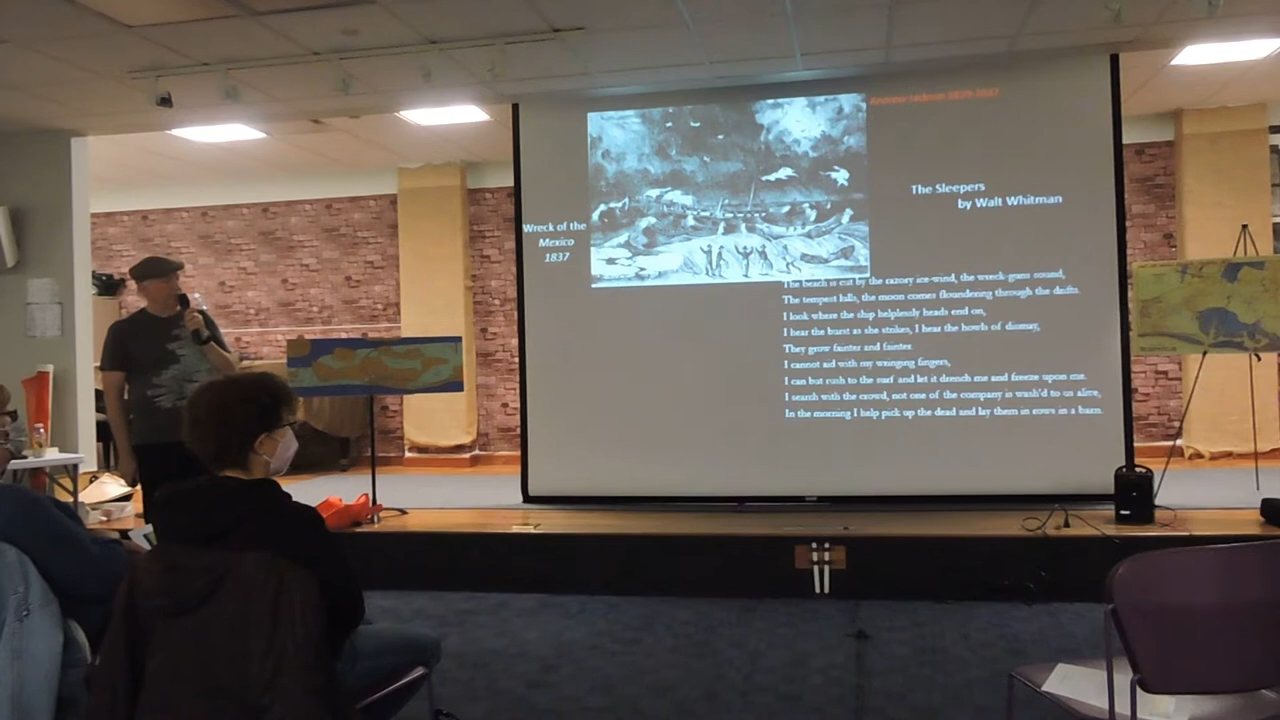 Wreck of the
Mexico
1837
The Sleepers
by Walt Whitman
The beach is cut by the razory ice-wind, the wreck-guns sound,
The tempest lulls, the moon comes floundering through the drifts.
I look where the ship helplessly heads end on,
I hear the burst as she strikes, I hear the howls of dismay,
They grow fainter and fainter.
I cannot aid with my wringing fingers,
I can but rush to the surf and let it drench me and freeze upon me.
I search with the crowd, not one of the company is wash'd to us alive,
In the morning I help pick up the dead and lay them in rows in a barn.